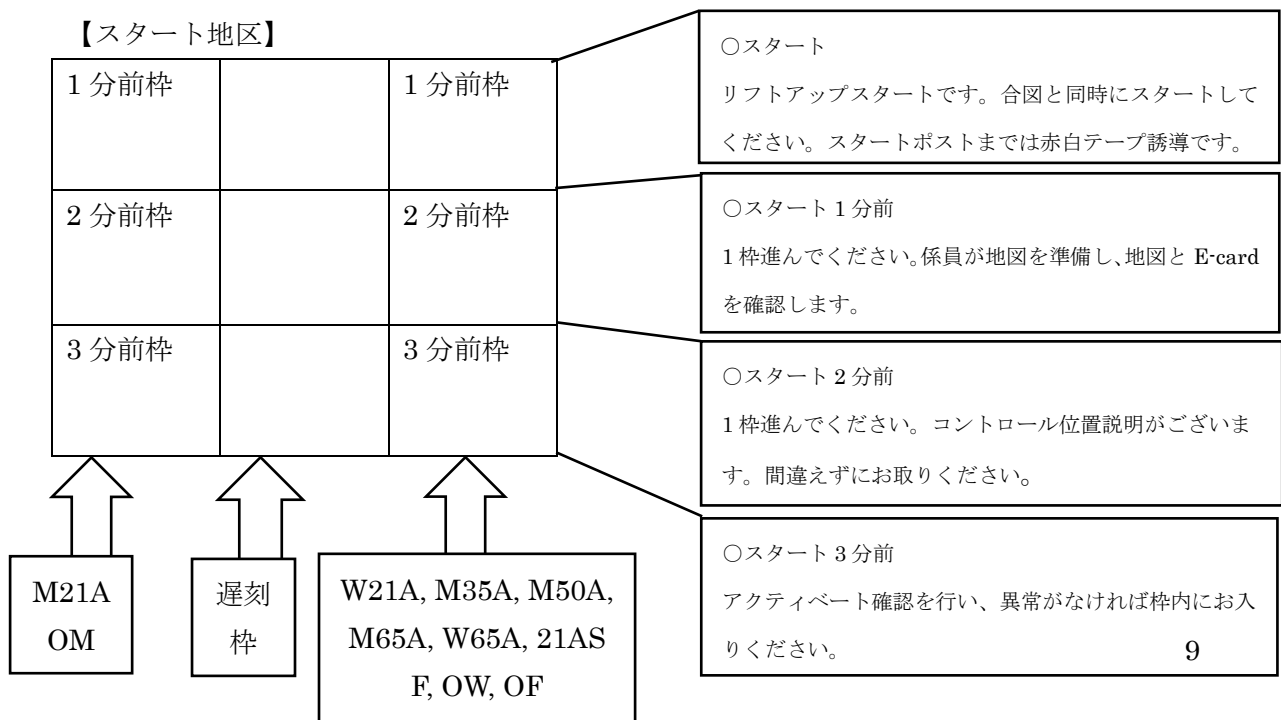 【スタート地区】
1分前枠
1分前枠
2分前枠
2分前枠
3分前枠
3分前枠
M21A
OM
遅刻
枠
W21A, M35A, M50A,
M65A, W65A, 21AS
F, OW, OF
○スタート
リフトアップスタートです。合図と同時にスタートして
ください。スタートポストまでは赤白テープ誘導です。
○スタート1分前
1枠進んでください。係員が地図を準備し、地図と E-card
を確認します。
○スタート2分前
1枠進んでください。コントロール位置説明がございま
す。間違えずにお取りください。
○スタート3分前
アクティベート確認を行い、異常がなければ枠内にお入
りください。
9